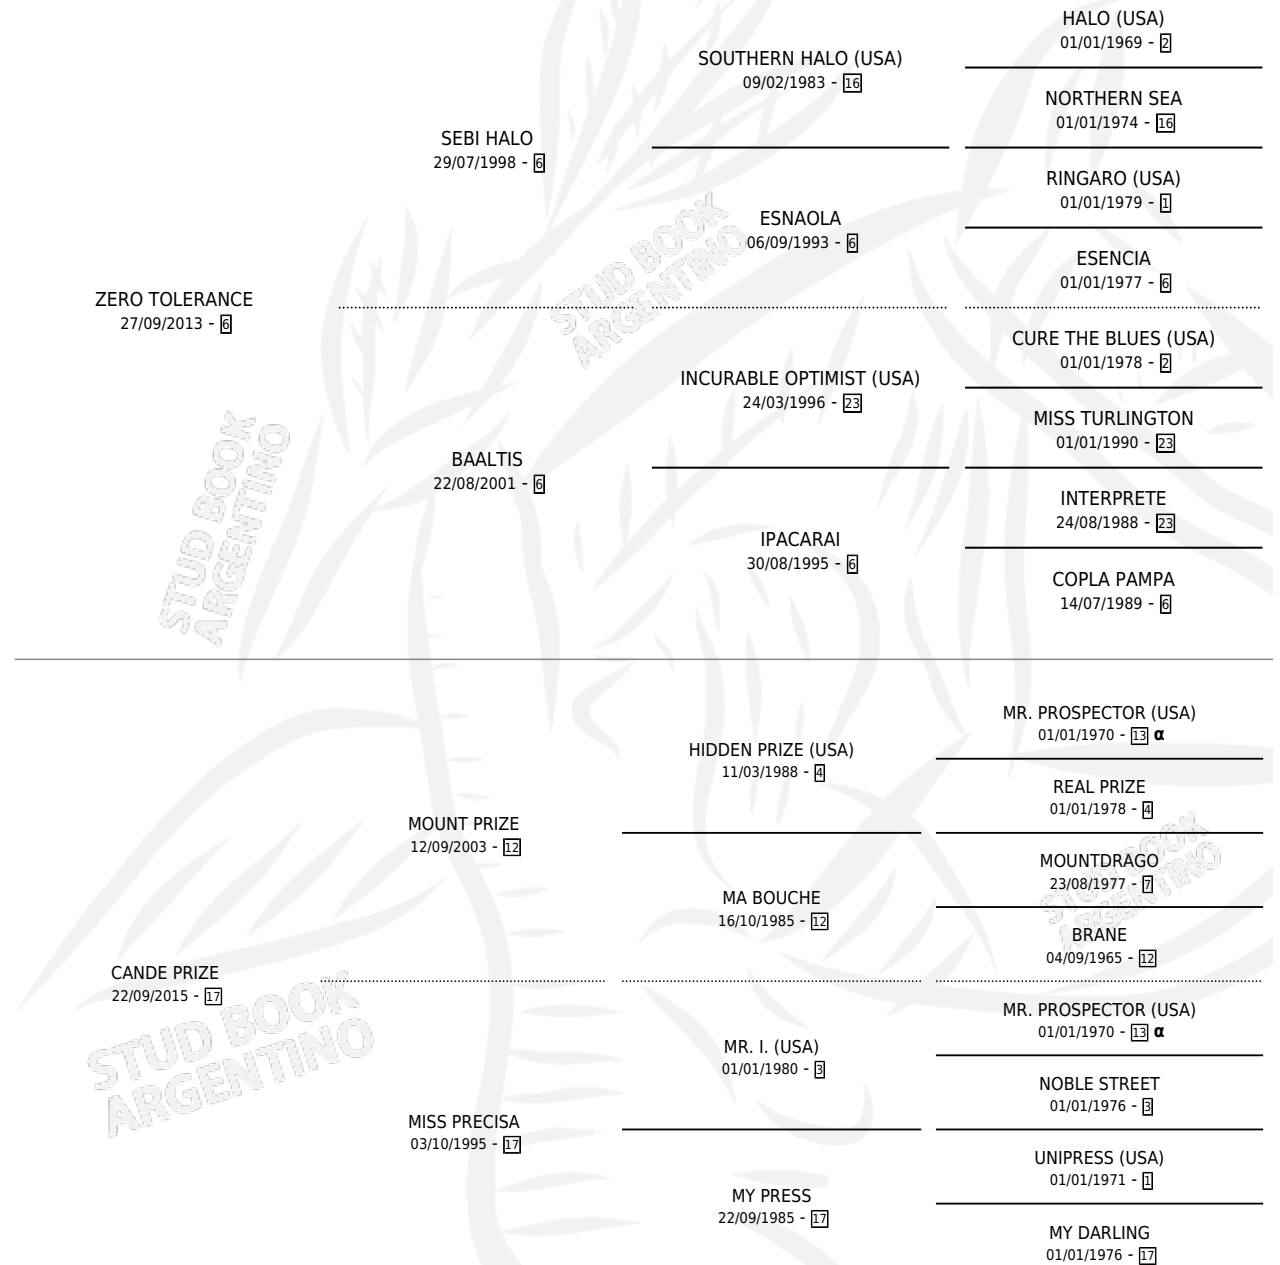 HALO (USA)
01/01/1969 - 2
SOUTHERN HALO (USA)
09/02/1983 - 16
NORTHERN SEA
01/01/1974 - 16
SEBI HALO
29/07/1998 - 6
RINGARO (USA)
01/01/1979 - 1
ESNAOLA
06/09/1993 - 6
ESENCIA
01/01/1977 - 6
STUD BOOK
ARGENTINO
ZERO TOLERANCE
27/09/2013 - 6
CURE THE BLUES (USA)
01/01/1978 - 2
INCURABLE OPTIMIST (USA)
24/03/1996 - 23
MISS TURLINGTON
01/01/1990 - 23
BAALTIS
22/08/2001 - 6
INTERPRETE
24/08/1988 - 23
IPACARAI
30/08/1995 - 6
COPLA PAMPA
14/07/1989 - 6
STUD BOOK
ARGENTINO
MR. PROSPECTOR (USA)
01/01/1970 - 13 α
HIDDEN PRIZE (USA)
11/03/1988 - 4
REAL PRIZE
01/01/1978 - 4
MOUNT PRIZE
12/09/2003 - 12
MOUNTDRAGO
23/08/1977 - 7
MA BOUCHE
16/10/1985 - 12
BRANE
04/09/1965 - 12
STUD BOOK
ARGENTINO
CANDE PRIZE
22/09/2015 - 17
MR. PROSPECTOR (USA)
01/01/1970 - 13 α
MR. I. (USA)
01/01/1980 - 3
NOBLE STREET
01/01/1976 - 3
STUD BOOK
ARGENTINO
MISS PRECISA
03/10/1995 - 17
UNIPRESS (USA)
01/01/1971 - 1
MY PRESS
22/09/1985 - 17
MY DARLING
01/01/1976 - 17